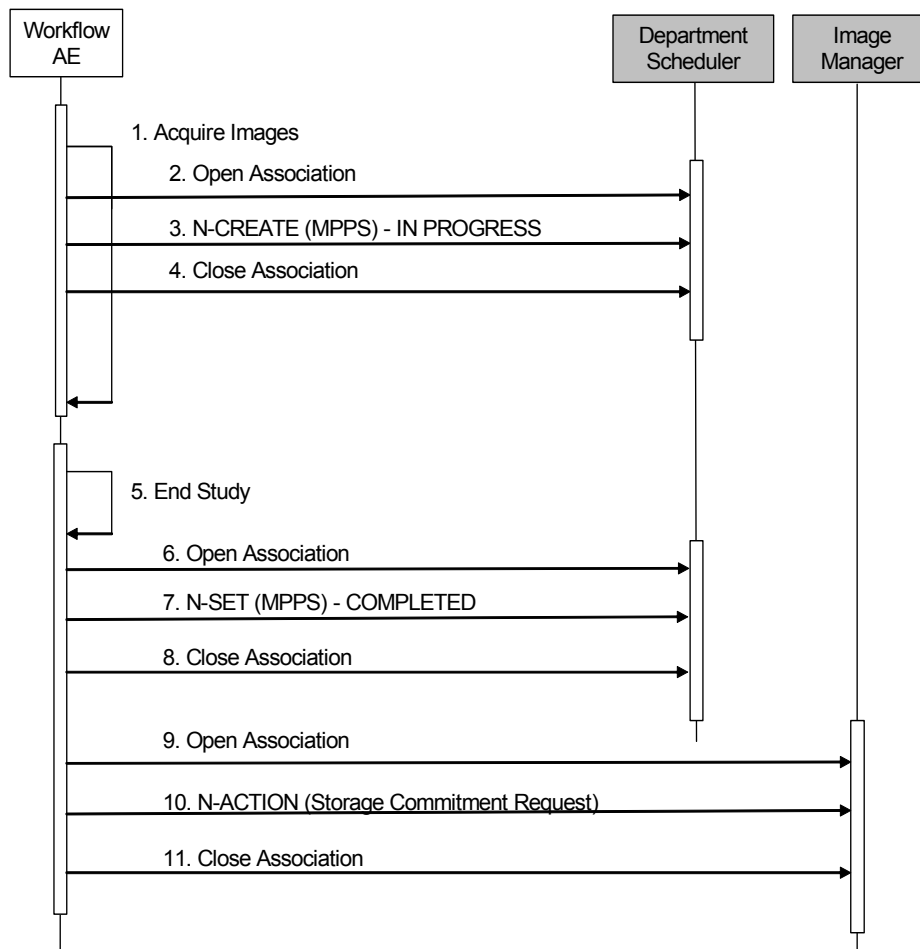 Workflow
AE
Department
Scheduler
Image
Manager
1. Acquire Images
2. Open Association
3. N-CREATE (MPPS) - IN PROGRESS
4. Close Association
5. End Study
6. Open Association
7. N-SET (MPPS) - COMPLETED
8. Close Association
9. Open Association
10. N-ACTION (Storage Commitment Request)
11. Close Association